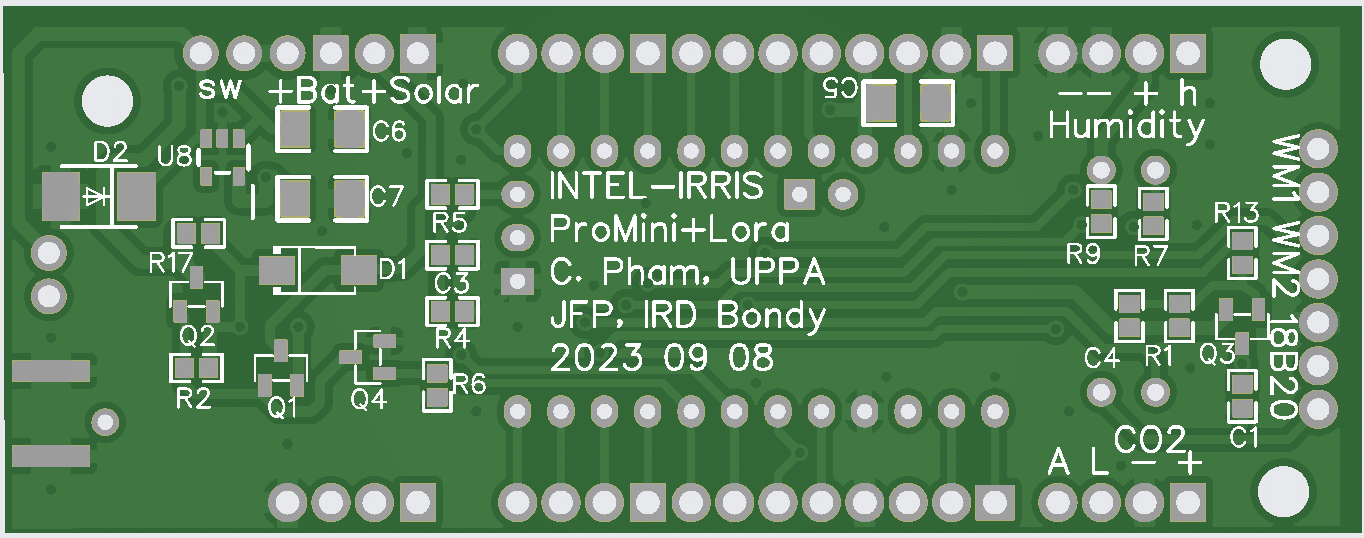 sw +Bat+Solar
C6
C5
-- + h
Humidity
D2
U8
C7
R5
INTEL-IRRIS
ProMini+Lora
C. Pham, UPPA
JFP, IRD Bondy
2023 09 08
R9
R7
R13
WM1 WM2 18B20
R17
D1
C3
Q2
R4
R2
Q1
Q4
R6
C4
R1
Q3
C1
CO2
A L - +